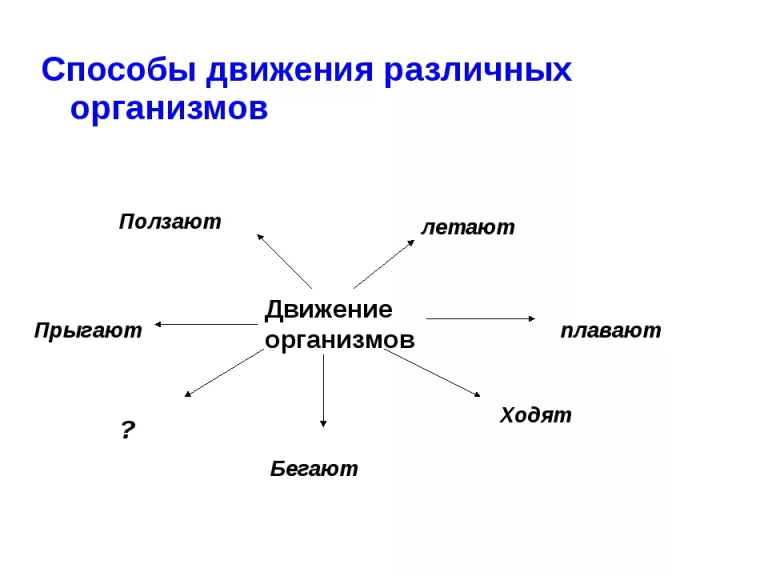 Способы движения различных
организмов
Ползают
летают
Движение
организмов
Прыгают
плавают
?
Ходят
Бегают